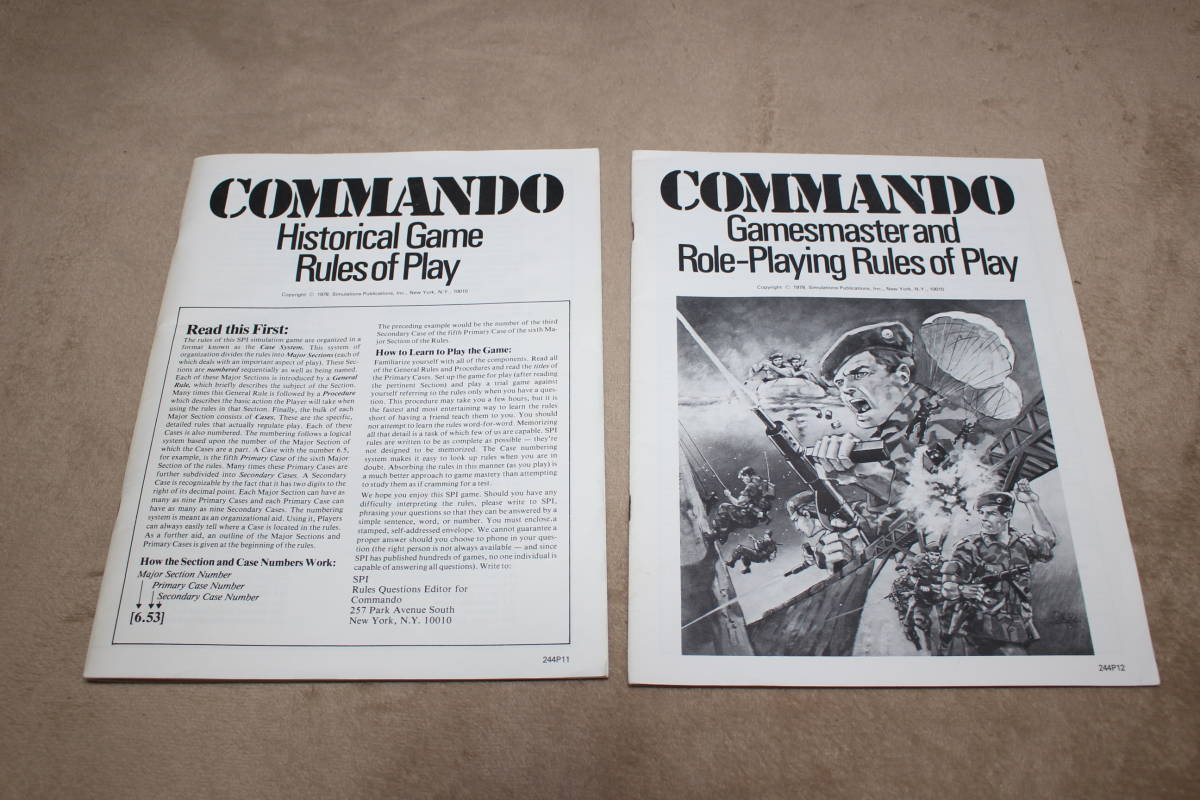 COMMANDO
Historical Game
Rules of Play
Copyright © 1979, Simulations Publications, Inc., New York, N.Y., 10010
Read this First:
The rules of this SPI simulation game are organized in a
format known as the Case System. This system of
organization divides the rules into Major Sections (each of
which deals with an important aspect of play). These Sec-
tions are numbered sequentially as well as being named.
Each of these Major Sections is introduced by a General
Rule, which briefly describes the subject of the Section.
Many times this General Rule is followed by a Procedure
which describes the basic action the Player will take when
using the rules in that Section. Finally, the bulk of each
Major Section consists of Cases. These are the specific,
detailed rules that actually regulate play. Each of these
Cases is also numbered. The numbering follows a logical
system based upon the number of the Major Section of
which the Cases are a part. A Case with the number 6.5,
for example, is the fifth Primary Case of the sixth Major
Section of the rules. Many times these Primary Cases are
further subdivided into Secondary Cases. A Secondary
Case is recognizable by the fact that it has two digits to the
right of its decimal point. Each Major Section can have as
many as nine Primary Cases and each Primary Case can
have as many as nine Secondary Cases. The numbering
system is meant as an organizational aid. Using it, Players
can always easily tell where a Case is located in the rules.
As a further aid, an outline of the Major Sections and
Primary Cases is given at the beginning of the rules.
How the Section and Case Numbers Work:
Major Section Number
Primary Case Number
Secondary Case Number
[6.53]
The preceding example would be the number of the third
Secondary Case of the fifth Primary Case of the sixth Ma-
jor Section of the Rules.
How to Learn to Play the Game:
Familiarize yourself with all of the components. Read all
of the General Rules and Procedures and read the titles of
the Primary Cases. Set up the game for play (after reading
the pertinent Section) and play a trial game against
yourself referring to the rules only when you have a ques-
tion. This procedure may take you a few hours, but it is
the fastest and most entertaining way to learn the rules
short of having a friend teach them to you. You should
not attempt to learn the rules word-for-word. Memorizing
all that detail is a task of which few of us are capable. SPI
rules are written to be as complete as possible — they're
not designed to be memorized. The Case numbering
system makes it easy to look up rules when you are in
doubt. Absorbing the rules in this manner (as you play) is
a much better approach to game mastery than attempting
to study them as if cramming for a test.
We hope you enjoy this SPI game. Should you have any
difficulty interpreting the rules, please write to SPI,
phrasing your questions so that they can be answered by a
simple sentence, word, or number. You must enclose a
stamped, self-addressed envelope. We cannot guarantee a
proper answer should you choose to phone in your ques-
tion (the right person is not always available — and since
SPI has published hundreds of games, no one individual is
capable of answering all questions). Write to:
SPI
Rules Questions Editor for
Commando
257 Park Avenue South
New York, N.Y. 10010
244P11
COMMANDO
Gamesmaster and
Role-Playing Rules of Play
Copyright © 1979, Simulations Publications, Inc., New York, N.Y., 10010
244P12